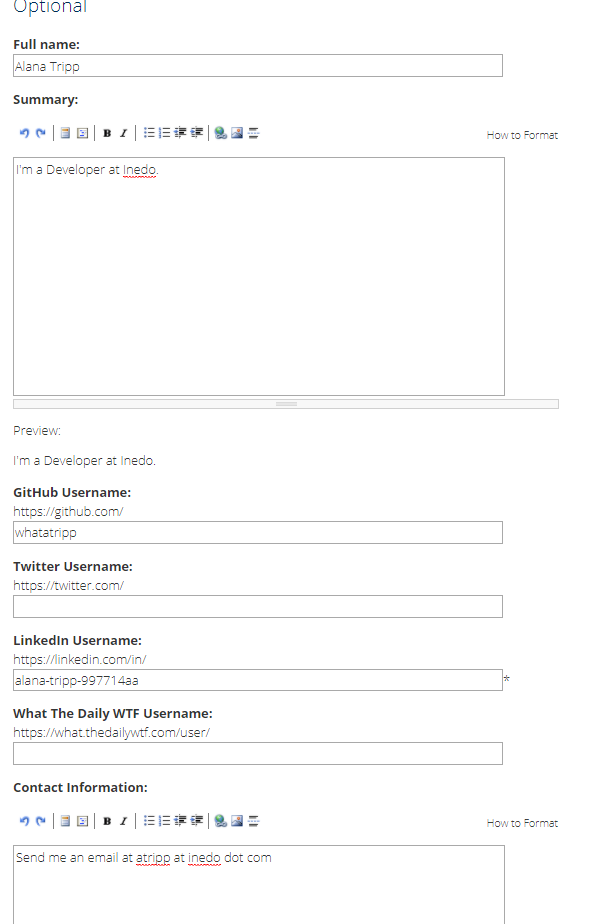 Optional
Full name:
Alana Tripp
Summary:
B I
How to Format
I'm a Developer at Inedo.
Preview:
I'm a Developer at Inedo.
GitHub Username:
https://github.com/
whatatripp
Twitter Username:
https://twitter.com/
LinkedIn Username:
https://linkedin.com/in/
alana-tripp-997714aa *
What The Daily WTF Username:
https://what.thedailywtf.com/user/
Contact Information:
B I
How to Format
Send me an email at atripp at inedo dot com